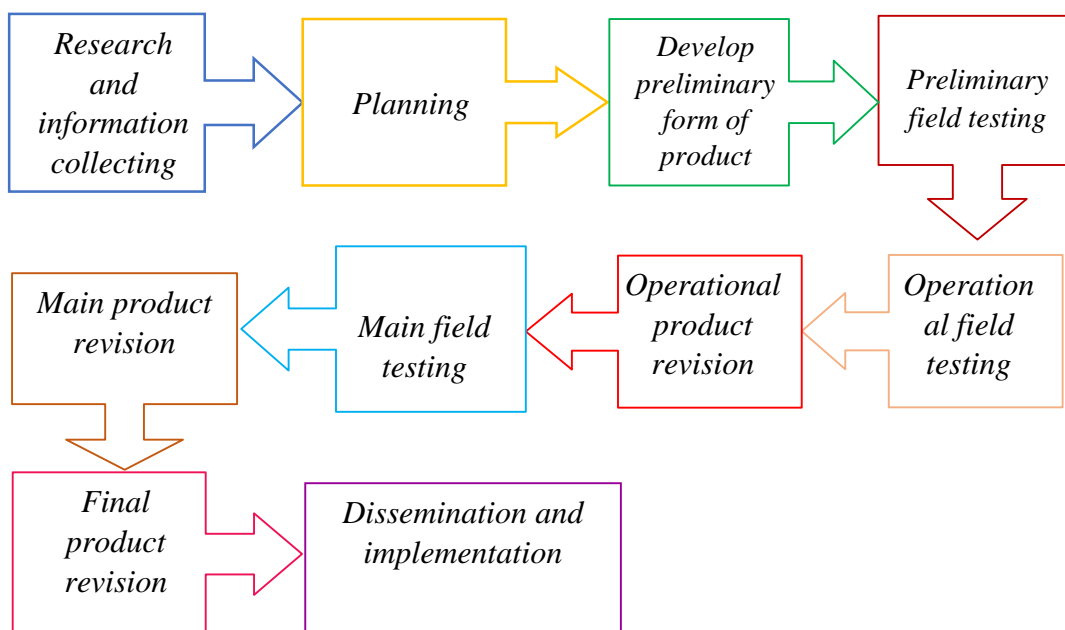 Research
and
information
collecting
Planning
Develop
preliminary
form of
product
Preliminary
field testing
Operation
al field
testing
Operational
product
revision
Main field
testing
Main product
revision
Final
product
revision
Dissemination and
implementation